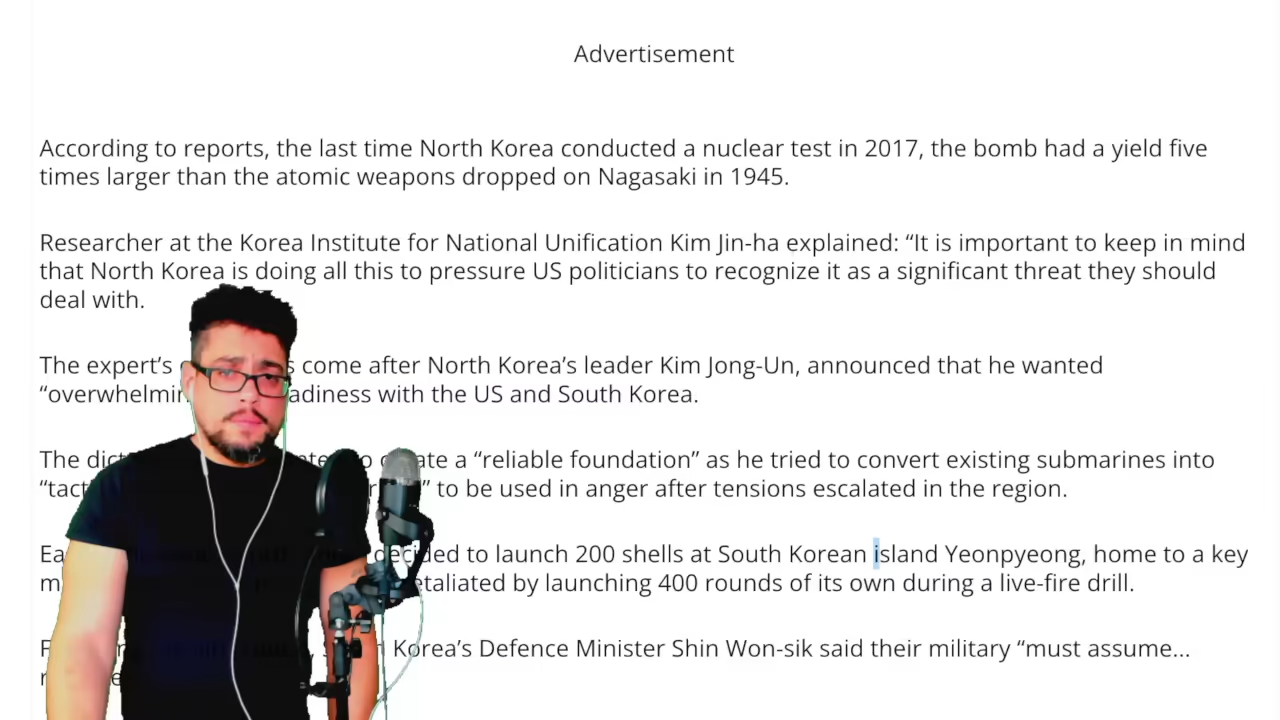 Advertisement
According to reports, the last time North Korea conducted a nuclear test in 2017, the bomb had a yield five
times larger than the atomic weapons dropped on Nagasaki in 1945.
Researcher at the Korea Institute for National Unification Kim Jin-ha explained: “It is important to keep in mind
that North Korea is doing all this to pressure US politicians to recognize it as a significant threat they should
deal with.
The expert’s come after North Korea’s leader Kim Jong-Un, announced that he wanted
with the US and South Korea.
The a “reliable foundation” as he tried to convert existing submarines into
to be used in anger after tensions escalated in the region.
decided to launch 200 shells at South Korean island Yeonpyeong, home to a key
by launching 400 rounds of its own during a live-fire drill.
Korea’s Defence Minister Shin Won-sik said their military “must assume...